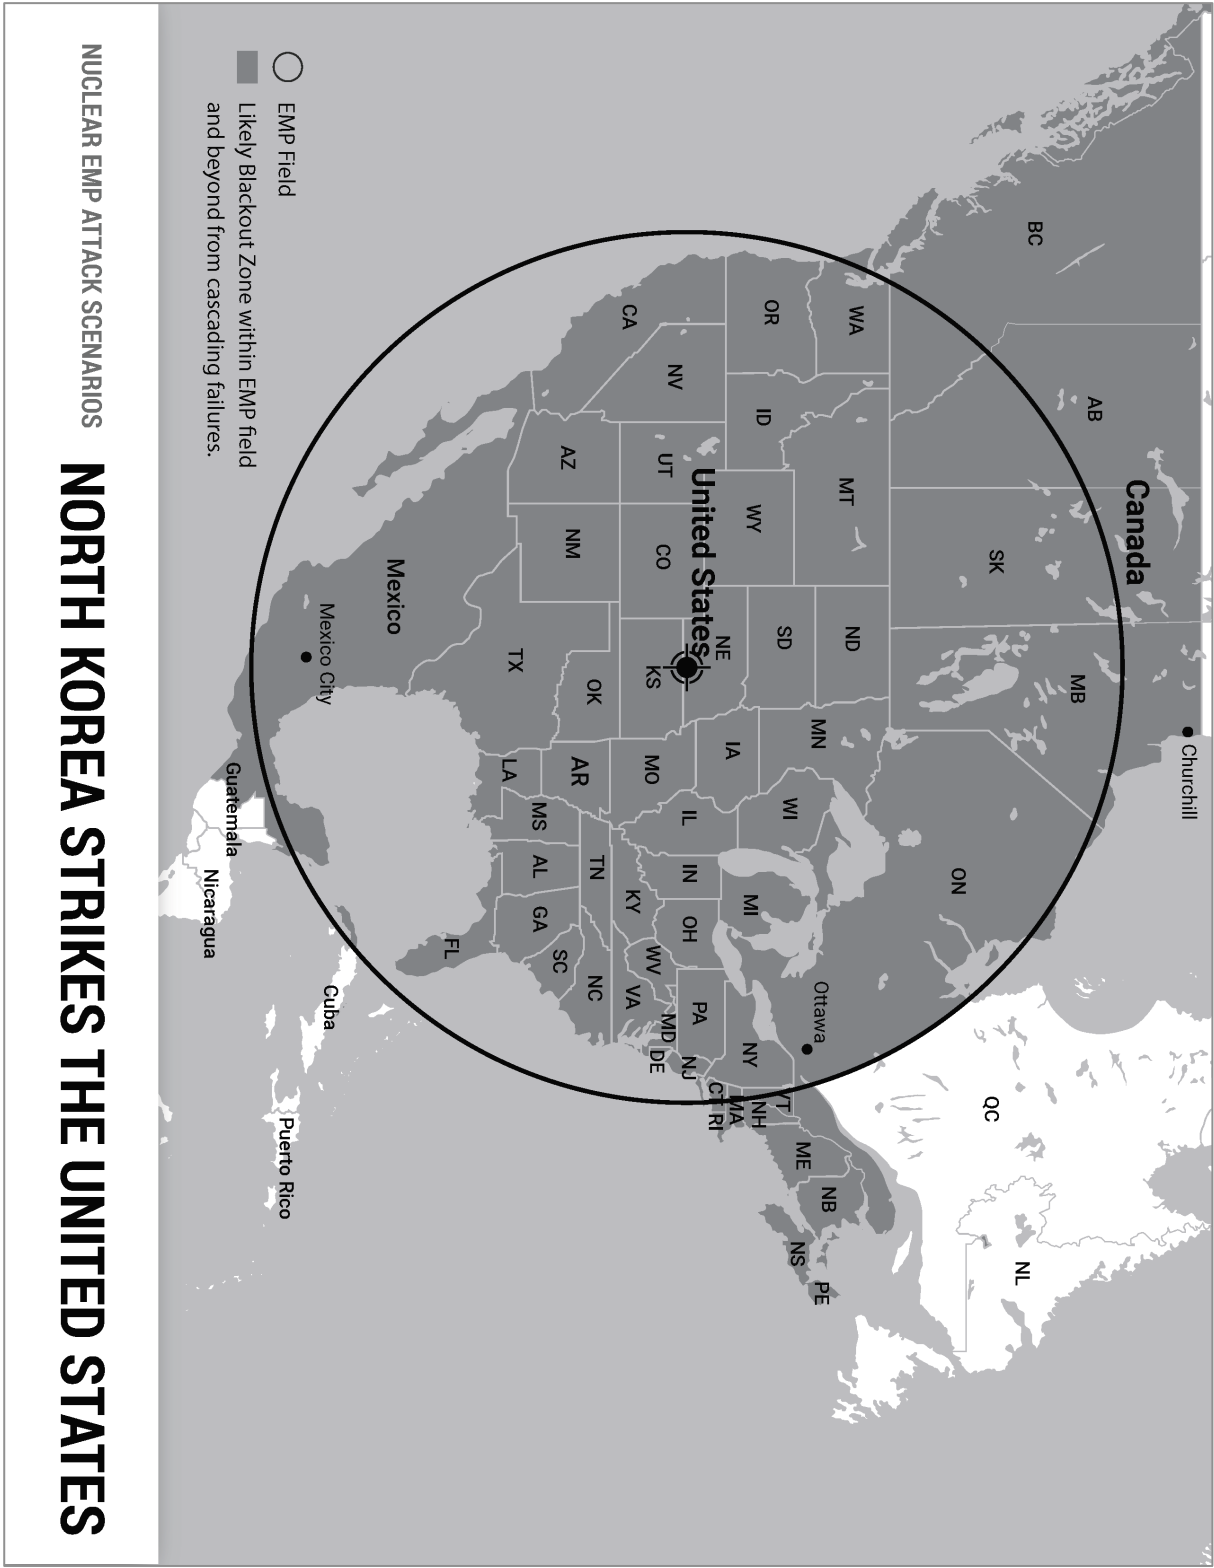 NUCLEAR EMP ATTACK SCENARIOS NORTH KOREA STRIKES THE UNITED STATES
EMP Field
Likely Blackout Zone within EMP field
and beyond from cascading failures.
Canada
Churchill
BC
AB
SK
MB
ON
QC
NL
Ottawa
WA
OR
ID
MT
ND
SD
MN
WI
MI
NY
VT
NH
ME
NB
NS
PE
CA
NV
UT
WY
United States
NE
IA
IL
IN
OH
PA
NJ
CT
MA
RI
AZ
NM
CO
KS
MO
KY
WV
VA
MD
DE
TX
OK
AR
TN
NC
SC
LA
MS
AL
GA
FL
Mexico
Mexico City
Guatemala
Nicaragua
Cuba
Puerto Rico